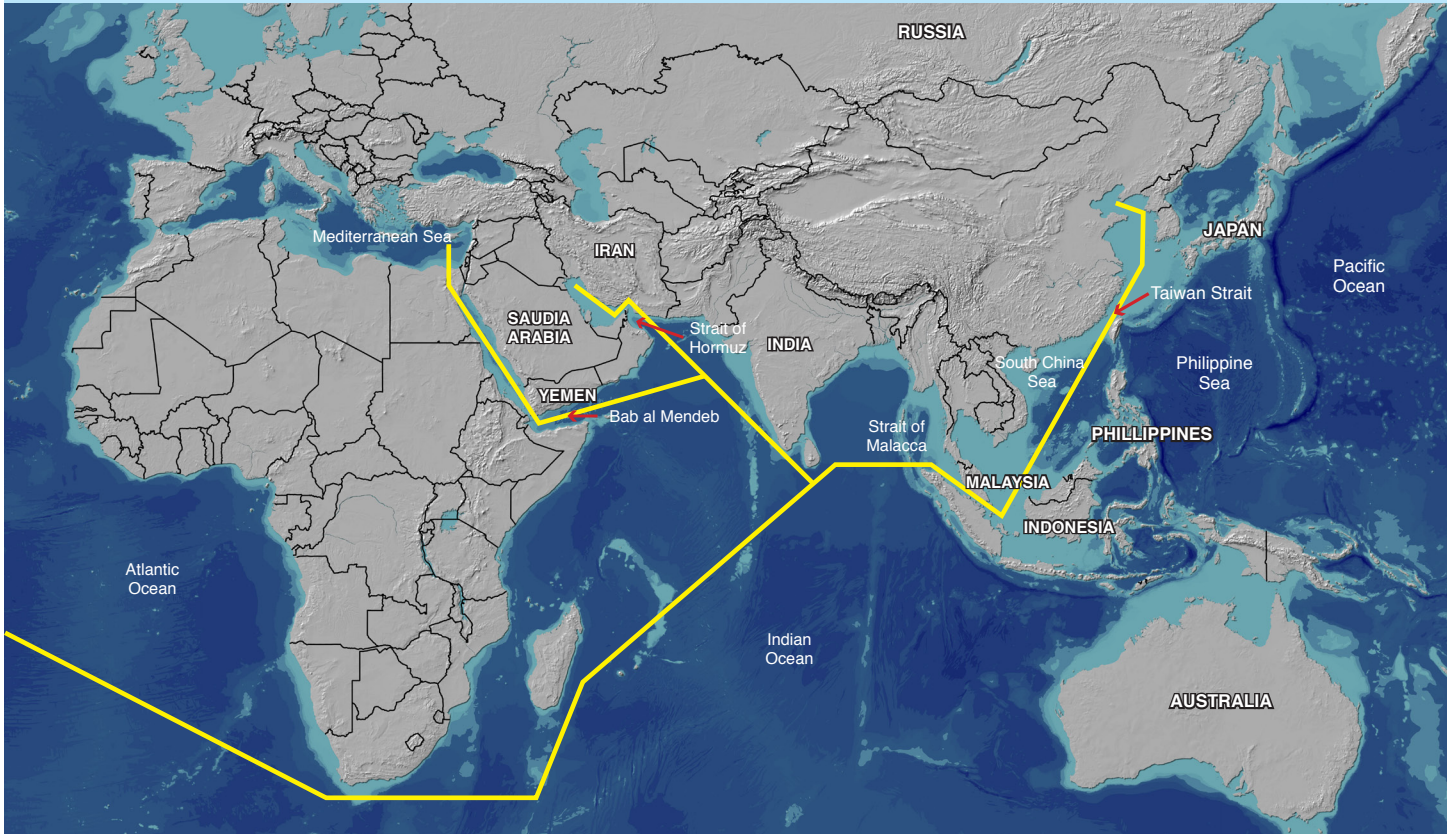 RUSSIA
Mediterranean Sea
IRAN
JAPAN
Pacific
Ocean
Taiwan Strait
SAUDIA
ARABIA
Strait of
Hormuz
INDIA
South China
Sea
Philippine
Sea
YEMEN
Bab al Mendeb
Strait of
Malacca
PHILLIPPINES
MALAYSIA
INDONESIA
Atlantic
Ocean
Indian
Ocean
AUSTRALIA